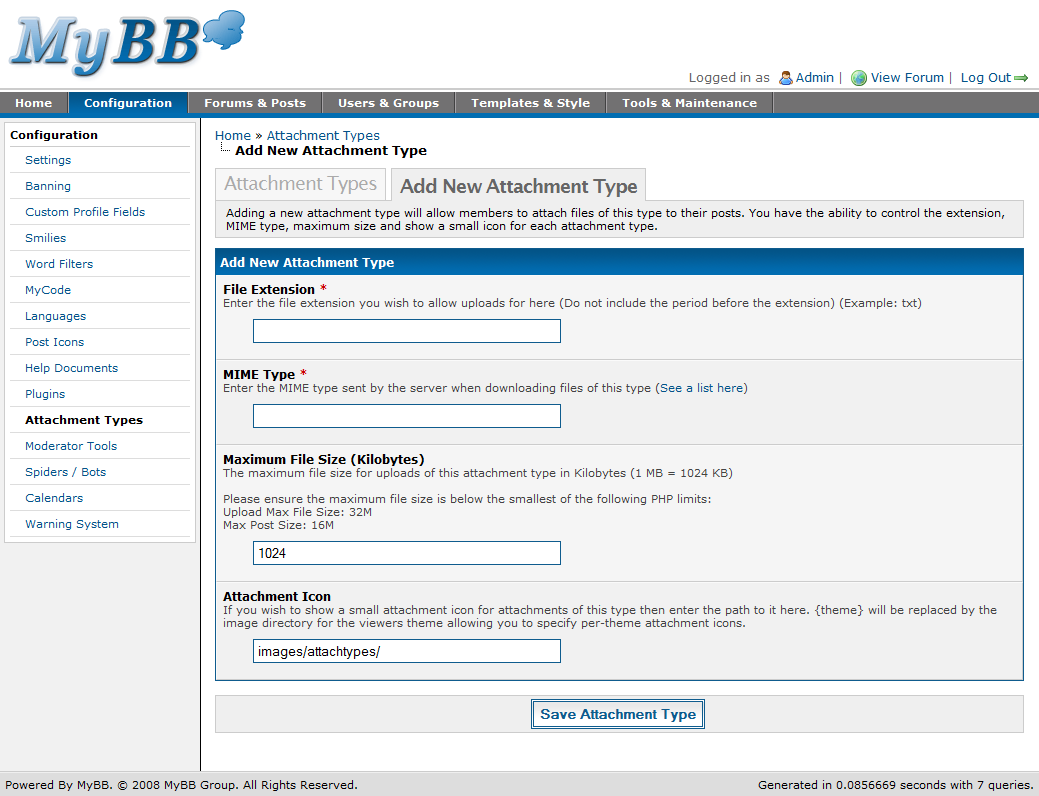 MyBB
Logged in as Admin | View Forum | Log Out
Home Configuration Forums & Posts Users & Groups Templates & Style Tools & Maintenance
Configuration
Settings
Banning
Custom Profile Fields
Smilies
Word Filters
MyCode
Languages
Post Icons
Help Documents
Plugins
Attachment Types
Moderator Tools
Spiders / Bots
Calendars
Warning System
Home » Attachment Types
Add New Attachment Type
Attachment Types Add New Attachment Type
Adding a new attachment type will allow members to attach files of this type to their posts. You have the ability to control the extension,
MIME type, maximum size and show a small icon for each attachment type.
Add New Attachment Type
File Extension *
Enter the file extension you wish to allow uploads for here (Do not include the period before the extension) (Example: txt)
MIME Type *
Enter the MIME type sent by the server when downloading files of this type (See a list here)
Maximum File Size (Kilobytes)
The maximum file size for uploads of this attachment type in Kilobytes (1 MB = 1024 KB)
Please ensure the maximum file size is below the smallest of the following PHP limits:
Upload Max File Size: 32M
Max Post Size: 16M
1024
Attachment Icon
If you wish to show a small attachment icon for attachments of this type then enter the path to it here. {theme} will be replaced by the
image directory for the viewers theme allowing you to specify per-theme attachment icons.
images/attachtypes/
Save Attachment Type
Powered By MyBB. © 2008 MyBB Group. All Rights Reserved.
Generated in 0.0856669 seconds with 7 queries.